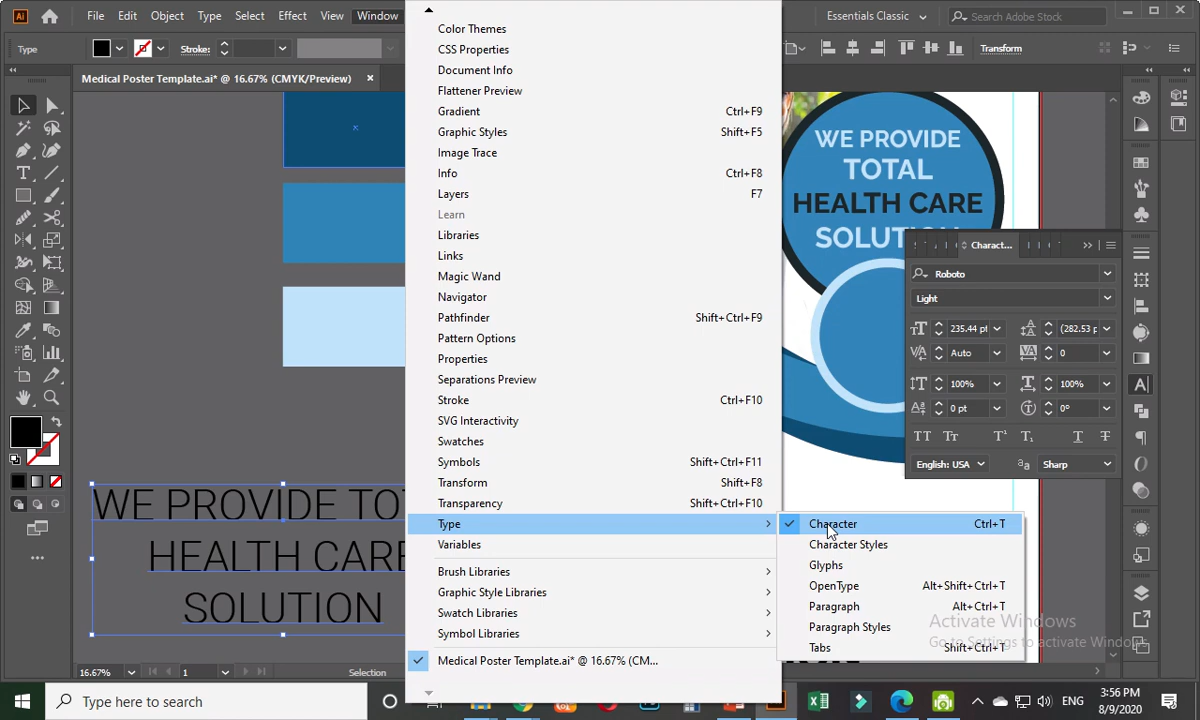 Ai File Edit Object Type Select Effect View Window
Essentials Classic
Search Adobe Stock
Type
Stroke:
Transform
Medical Poster Template.ai* @ 16.67% (CMYK/Preview) ×
Color Themes
CSS Properties
Document Info
Flattener Preview
Gradient Ctrl+F9
Graphic Styles Shift+F5
Image Trace
Info Ctrl+F8
Layers F7
Learn
Libraries
Links
Magic Wand
Navigator
Pathfinder Shift+Ctrl+F9
Pattern Options
Properties
Separations Preview
Stroke Ctrl+F10
SVG Interactivity
Swatches
Symbols Shift+Ctrl+F11
Transform Shift+F8
Transparency Shift+Ctrl+F10
Type
Variables
Brush Libraries
Graphic Style Libraries
Swatch Libraries
Symbol Libraries
Medical Poster Template.ai* @ 16.67% (CM...
Character Ctrl+T
Character Styles
Glyphs
OpenType Alt+Shift+Ctrl+T
Paragraph Alt+Ctrl+T
Paragraph Styles
Tabs Shift+Ctrl+T
WE PROVIDE
TOTAL
HEALTH CARE
SOLUTION
Charact...
Roboto
Light
235.44 pt (282.53 p
Auto 0
100% 100%
0 pt 0°
English: USA Sharp
WE PROVIDE TO
HEALTH CARE
SOLUTION
Activate Windows
Go to Settings to activate Windows.
16.67% 1 Selection
Type here to search
ENG
3:56 PM
8/9/2020